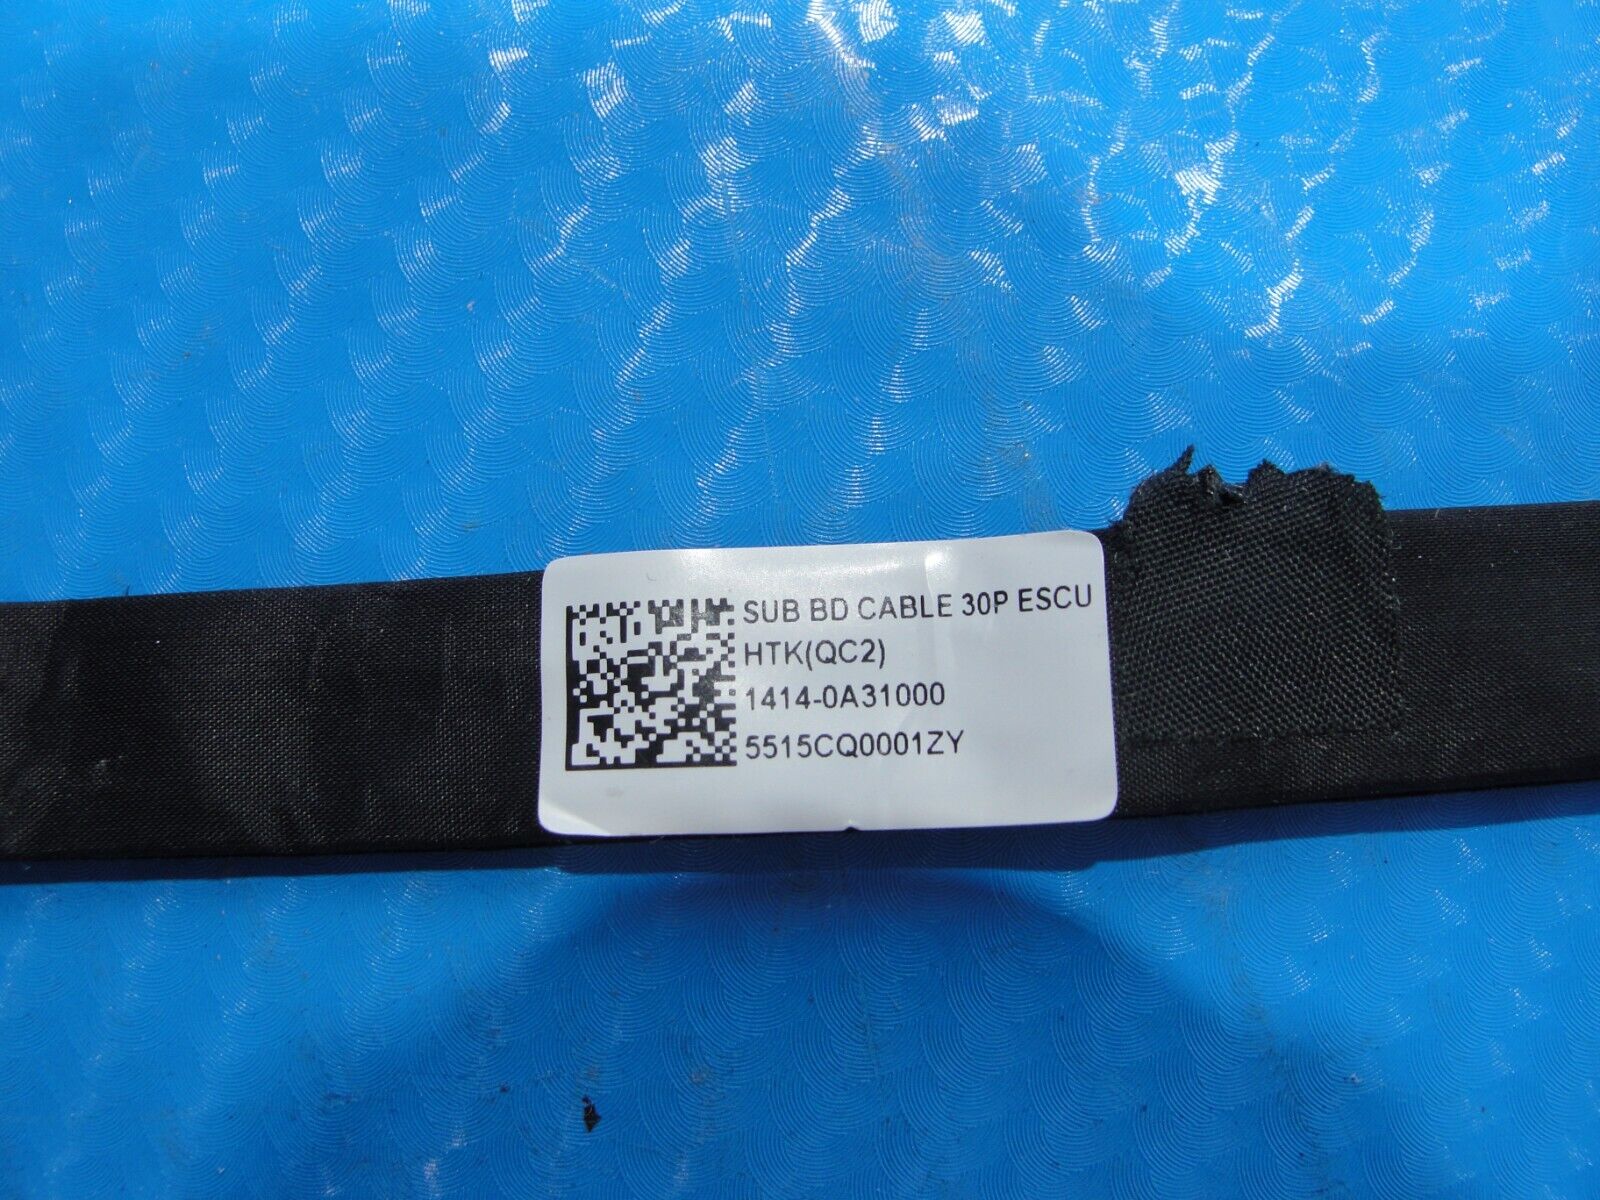 SUB BD CABLE 30P ESCU
HTK(QC2)
1414-0A31000
5515CQ0001ZY